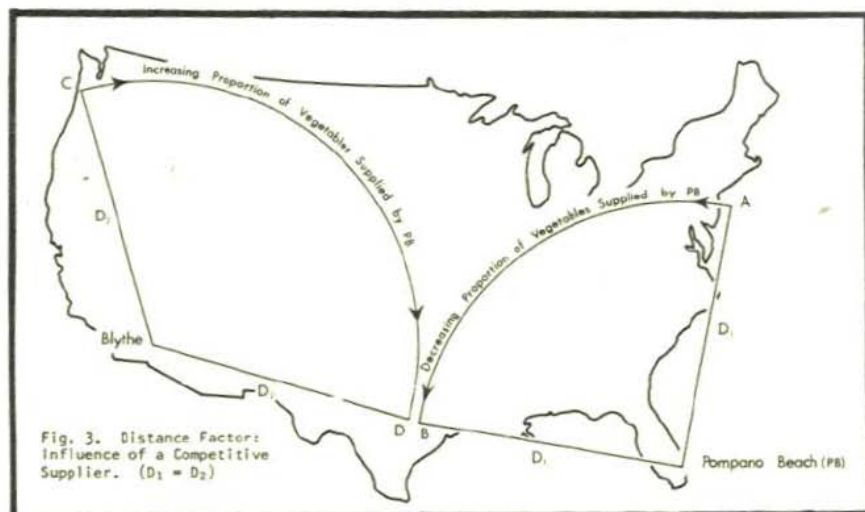 C
Increasing Proportion of Vegetables Supplied by PB
A
Decreasing Proportion of Vegetables Supplied by PB
D₂
D₁
Blythe
D₂
D
B
D₁
Pompano Beach (PB)
Fig. 3. Distance Factor:
Influence of a Competitive
Supplier. (D₁ = D₂)